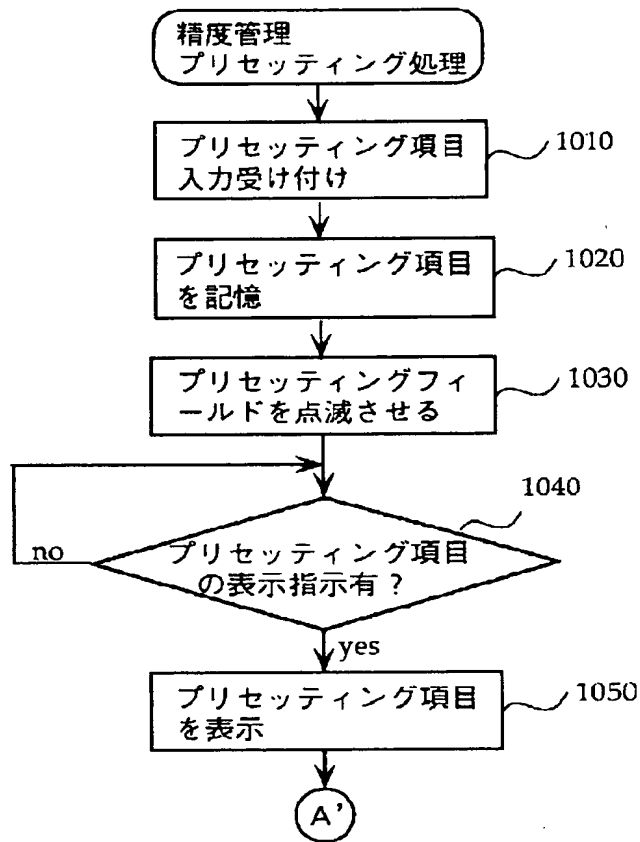 精度管理
プリセッティング処理
プリセッティング項目
入力受け付け
1010
プリセッティング項目
を記憶
1020
プリセッティングフィ
ールドを点滅させる
1030
1040
プリセッティング項目
の表示指示有?
no
yes
プリセッティング項目
を表示
1050
A'